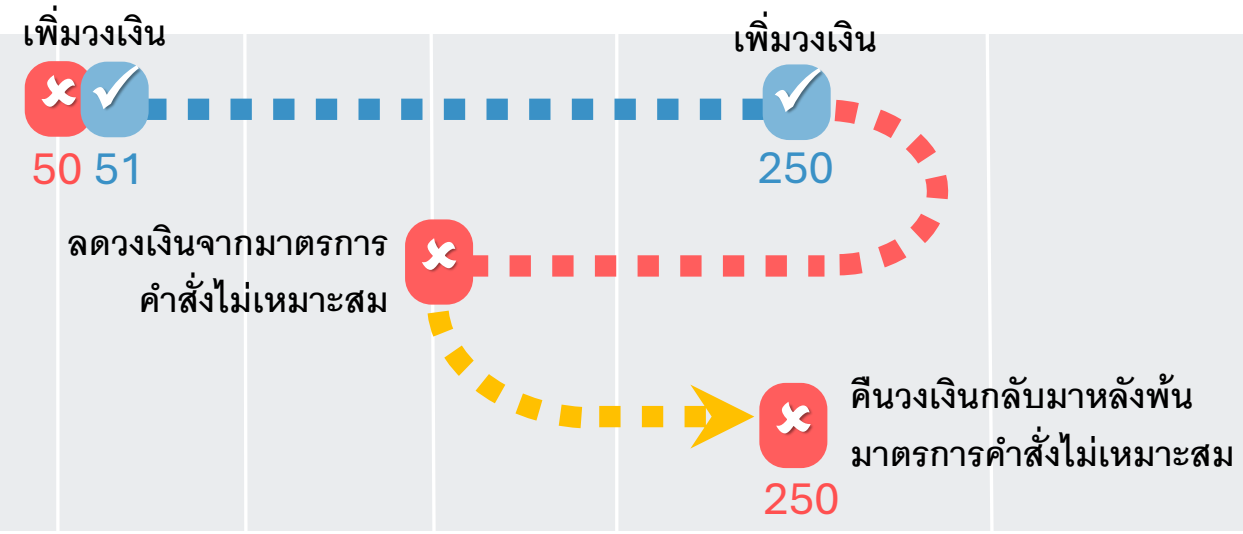 เพิ่มวงเงิน
เพิ่มวงเงิน
50 51
250
ลดวงเงินจากมาตรการ
คำสั่งไม่เหมาะสม
คืนวงเงินกลับมาหลังพ้น
มาตรการคำสั่งไม่เหมาะสม
250